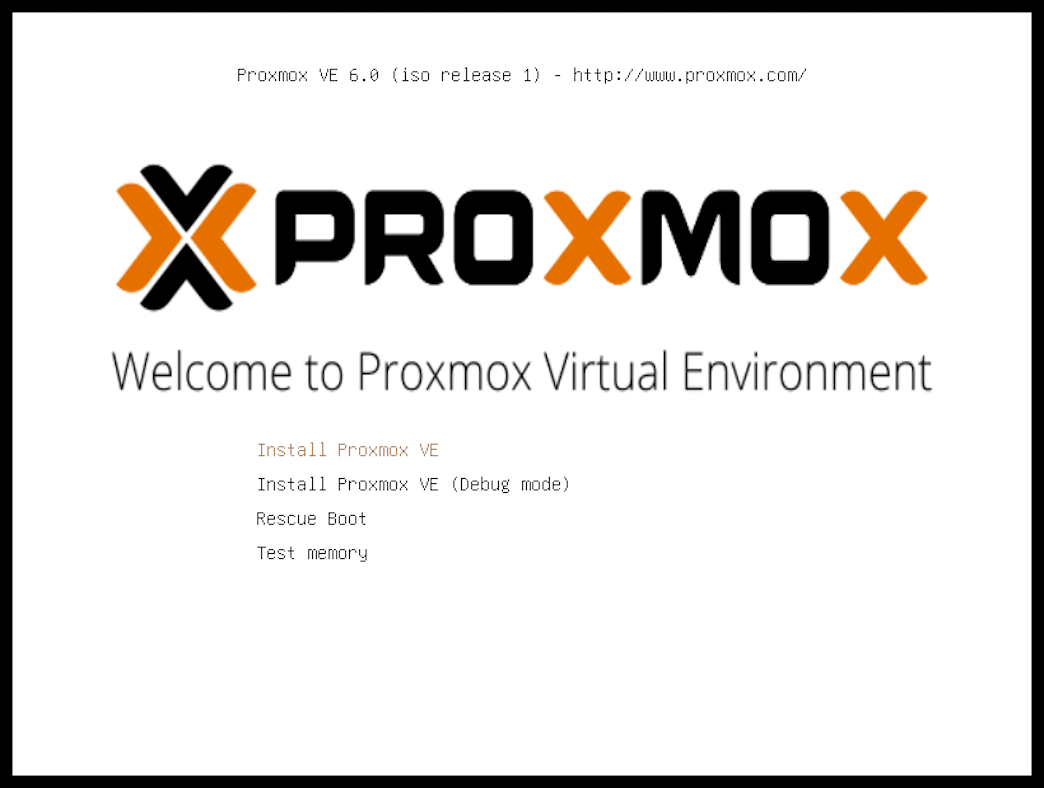 Proxmox VE 6.0 (iso release 1) - http://www.proxmox.com/
PROXMOX
Welcome to Proxmox Virtual Environment
Install Proxmox VE
Install Proxmox VE (Debug mode)
Rescue Boot
Test memory